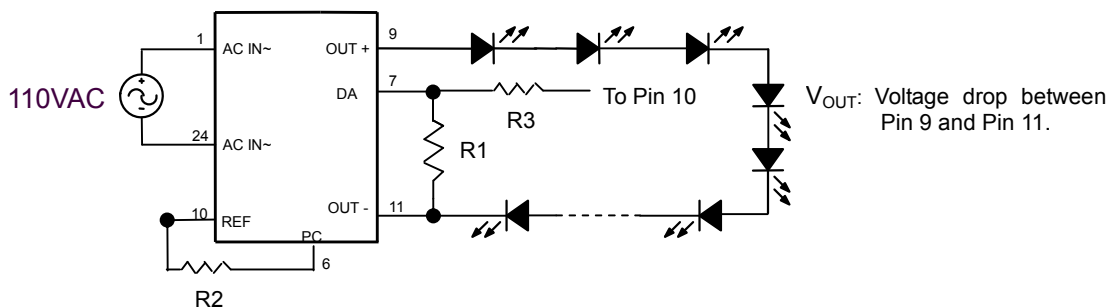 110VAC
1
AC IN~
24
AC IN~
10
REF
PC
6
R2
OUT +
9
DA
7
R3
To Pin 10
R1
OUT -
11
V_OUT: Voltage drop between
Pin 9 and Pin 11.